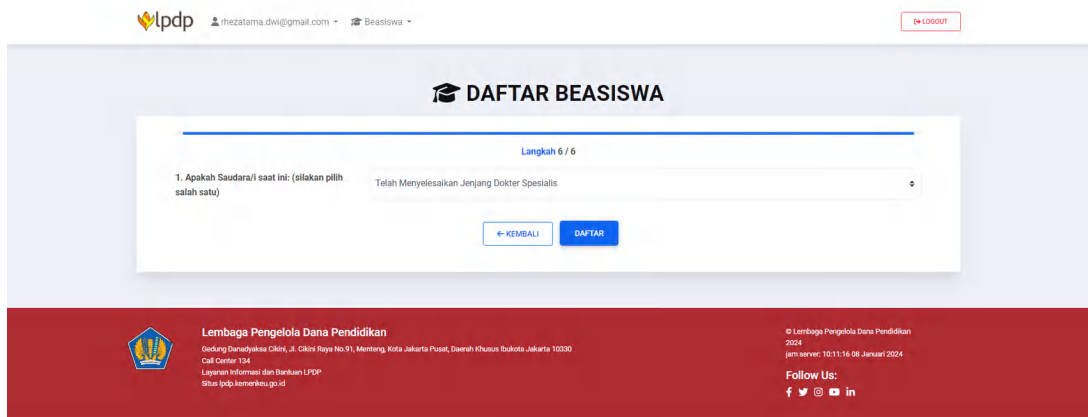 lpdp
rhezatama.dwi@gmail.com
Beasiswa
LOGOUT
DAFTAR BEASISWA
Langkah 6 / 6
1. Apakah Saudara/i saat ini: (silakan pilih
salah satu)
Telah Menyelesaikan Jenjang Dokter Spesialis
← KEMBALI
DAFTAR
Lembaga Pengelola Dana Pendidikan
Gedung Danadyaksa Cikini, Jl. Cikini Raya No.91, Menteng, Kota Jakarta Pusat, Daerah Khusus Ibukota Jakarta 10330
Call Center 134
Layanan Informasi dan Bantuan LPDP
Situs lpdp.kemenkeu.go.id
© Lembaga Pengelola Dana Pendidikan
2024
jam server: 10:11:16 08 Januari 2024
Follow Us: